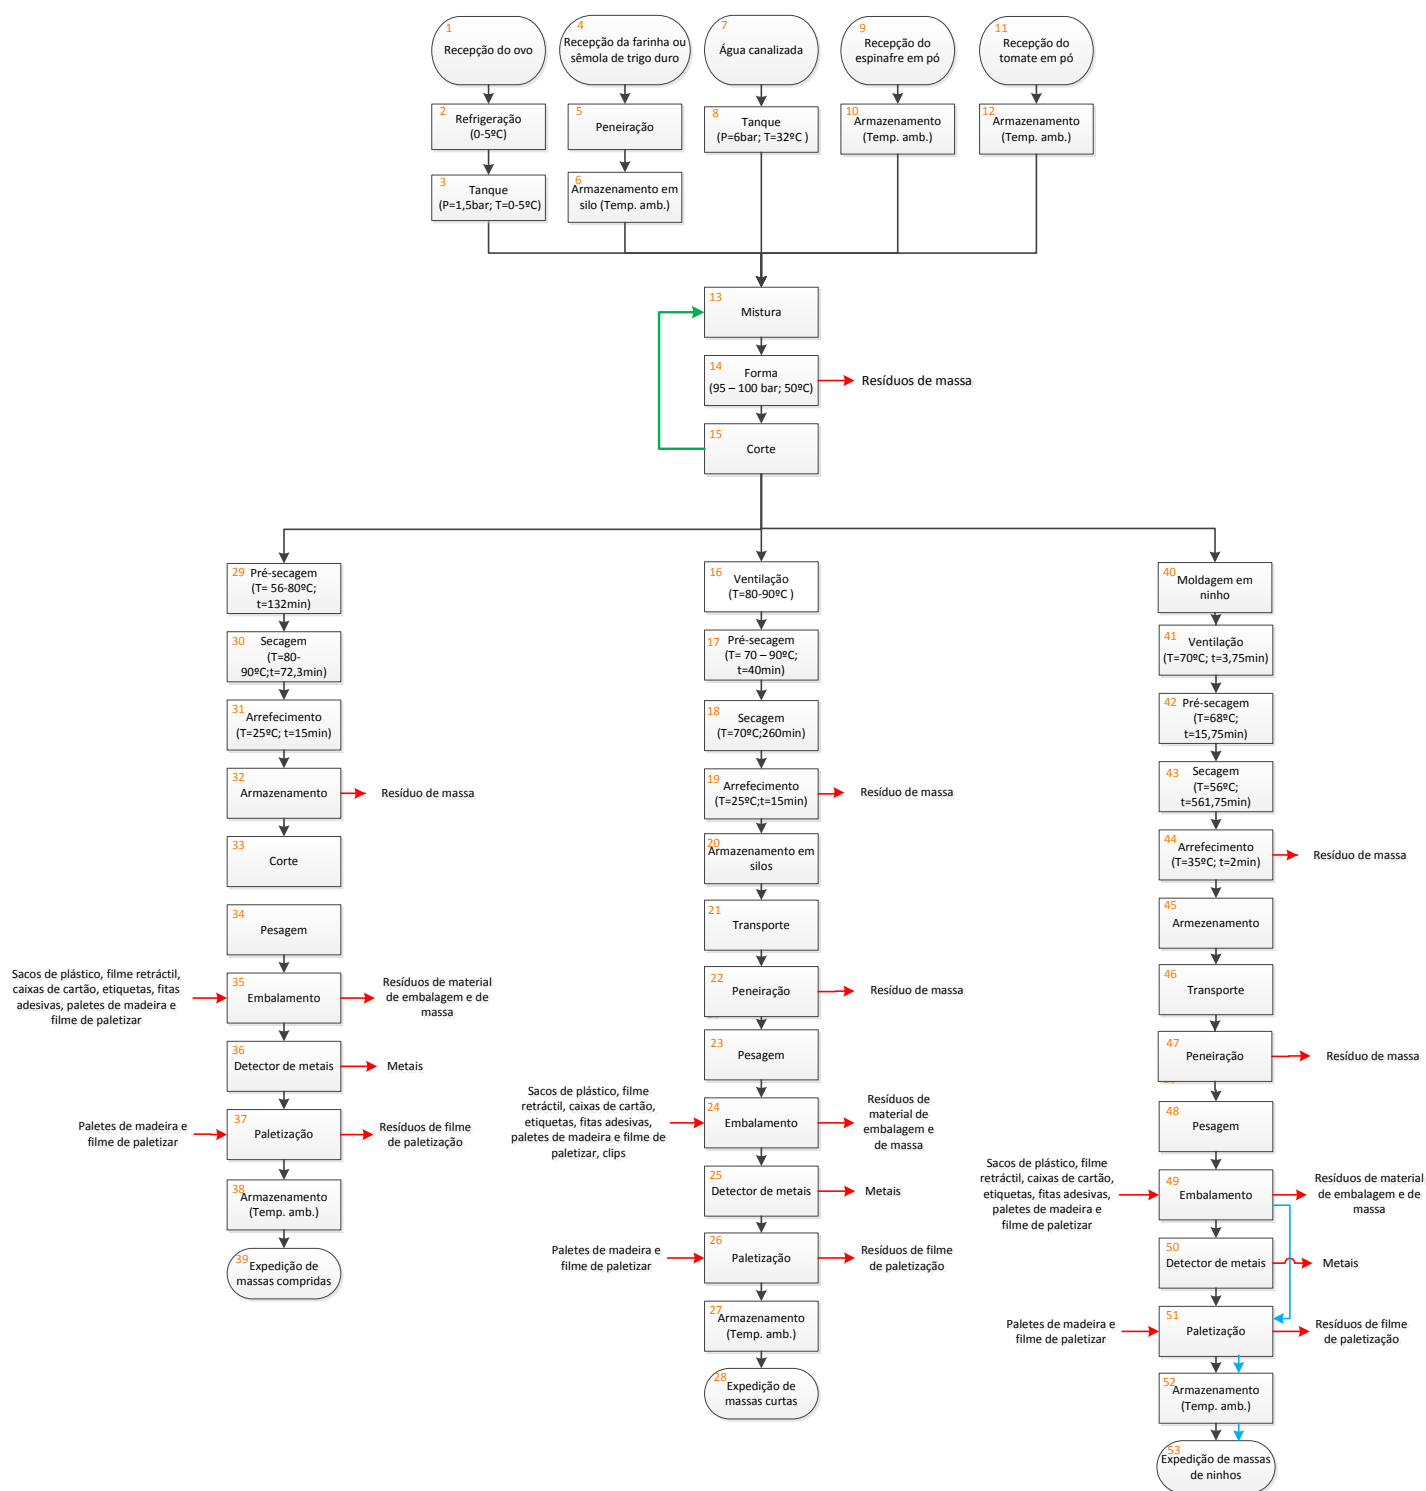 1
Recepção do ovo
4
Recepção da farinha ou
sêmola de trigo duro
7
Água canalizada
9
Recepção do
espinafre em pó
11
Recepção do
tomate em pó
2
Refrigeração
(0-5ºC)
5
Peneiração
8
Tanque
(P=6bar; T=32ºC )
10
Armazenamento
(Temp. amb.)
12
Armazenamento
(Temp. amb.)
3
Tanque
(P=1,5bar; T=0-5ºC)
6
Armazenamento em
silo (Temp. amb.)
13
Mistura
14
Forma
(95 – 100 bar; 50ºC)
Resíduos de massa
15
Corte
29
Pré-secagem
(T= 56-80ºC;
t=132min)
30
Secagem
(T=80-
90ºC;t=72,3min)
31
Arrefecimento
(T=25ºC; t=15min)
32
Armazenamento
Resíduo de massa
33
Corte
34
Pesagem
Sacos de plástico, filme retráctil,
caixas de cartão, etiquetas, fitas
adesivas, paletes de madeira e
filme de paletizar
35
Embalamento
Resíduos de material
de embalagem e de
massa
36
Detector de metais
Metais
Paletes de madeira e
filme de paletizar
37
Paletização
Resíduos de filme
de paletização
38
Armazenamento
(Temp. amb.)
39
Expedição de
massas compridas
16
Ventilação
(T=80-90ºC )
17
Pré-secagem
(T= 70 – 90ºC;
t=40min)
18
Secagem
(T=70ºC;260min)
19
Arrefecimento
(T=25ºC;t=15min)
Resíduo de massa
20
Armazenamento em
silos
21
Transporte
22
Peneiração
Resíduo de massa
23
Pesagem
Sacos de plástico, filme
retráctil, caixas de cartão,
etiquetas, fitas adesivas,
paletes de madeira e filme de
paletizar, clips
24
Embalamento
Resíduos de
material de
embalagem e
de massa
25
Detector de metais
Metais
Paletes de madeira e
filme de paletizar
26
Paletização
Resíduos de filme
de paletização
27
Armazenamento
(Temp. amb.)
28
Expedição de
massas curtas
40
Moldagem em
ninho
41
Ventilação
(T=70ºC; t=3,75min)
42
Pré-secagem
(T=68ºC;
t=15,75min)
43
Secagem
(T=56ºC;
t=561,75min)
44
Arrefecimento
(T=35ºC; t=2min)
Resíduo de massa
45
Armezenamento
46
Transporte
47
Peneiração
Resíduo de massa
48
Pesagem
Sacos de plástico, filme
retráctil, caixas de cartão,
etiquetas, fitas adesivas,
paletes de madeira e
filme de paletizar
49
Embalamento
Resíduos de material
de embalagem e de
massa
50
Detector de metais
Metais
Paletes de madeira e
filme de paletizar
51
Paletização
Resíduos de filme
de paletização
52
Armazenamento
(Temp. amb.)
53
Expedição de massas
de ninhos